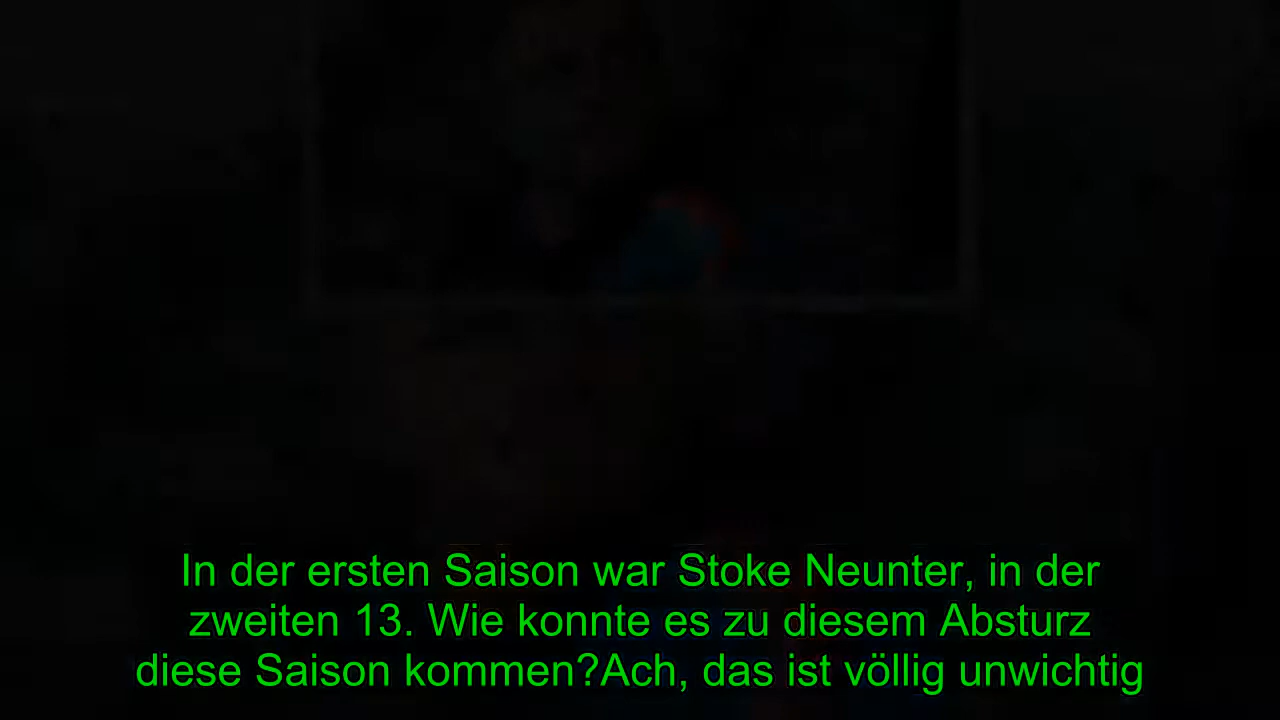 In der ersten Saison war Stoke Neunter, in der
zweiten 13. Wie konnte es zu diesem Absturz
diese Saison kommen?Ach, das ist völlig unwichtig